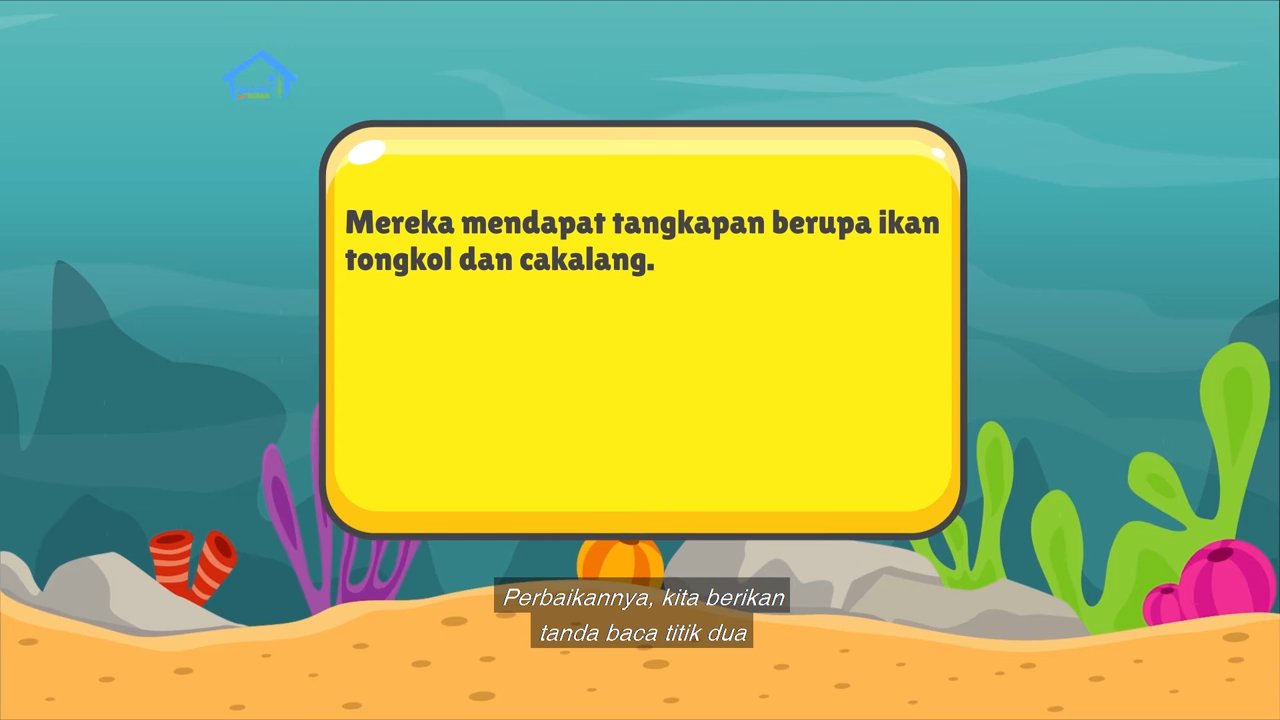 Mereka mendapat tangkapan berupa ikan
tongkol dan cakalang.
Perbaikannya, kita berikan
tanda baca titik dua